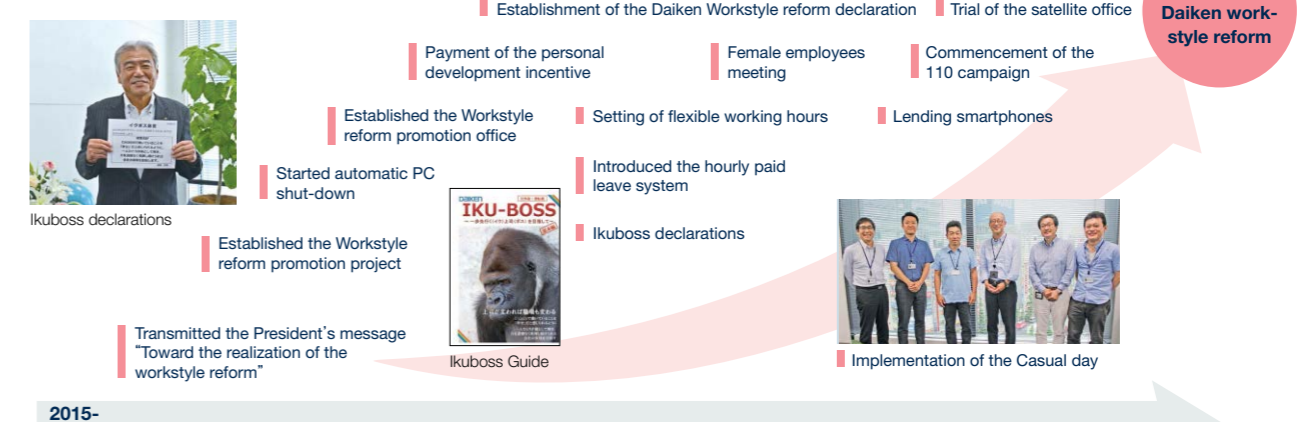 Establishment of the Daiken Workstyle reform declaration
Trial of the satellite office
Daiken work-
style reform
Payment of the personal
development incentive
Female employees
meeting
Commencement of the
110 campaign
Established the Workstyle
reform promotion office
Setting of flexible working hours
Lending smartphones
Started automatic PC
shut-down
Introduced the hourly paid
leave system
Ikuboss declarations
DAIKEN
IKU-BOSS
Ikuboss declarations
Established the Workstyle
reform promotion project
Transmitted the President's message
“Toward the realization of the
workstyle reform”
Ikuboss Guide
Implementation of the Casual day
2015-